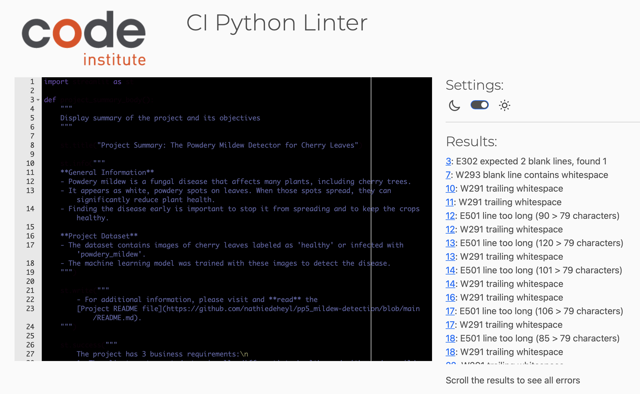 code
institute
CI Python Linter
Settings:
Results:
1 import as
2
3 def
4 """
5 Display summary of the project and its objectives
6 """
7
8 "Project Summary: The Powdery Mildew Detector for Cherry Leaves"
9
10 """
11 **General Information**
12 - Powdery mildew is a fungal disease that affects many plants, including cherry trees.
13 - It appears as white, powdery spots on leaves. When those spots spread, they can
significantly reduce plant health.
14 - Finding the disease early is important to stop it from spreading and to keep the crops
healthy.
15
16 **Project Dataset**
17 - The dataset contains images of cherry leaves labeled as 'healthy' or infected with
'powdery_mildew'.
18 - The machine learning model was trained with these images to detect the disease.
19 """
20
21 """
22 - For additional information, please visit and **read** the
23 [Project README file](https://github.com/nathiedeheyl/pp5_mildew-detection/blob/main
/README.md).
24 """
25
26 """
27 The project has 3 business requirements:\n
3: E302 expected 2 blank lines, found 1
7: W293 blank line contains whitespace
10: W291 trailing whitespace
11: W291 trailing whitespace
12: E501 line too long (90 > 79 characters)
12: W291 trailing whitespace
13: E501 line too long (120 > 79 characters)
13: W291 trailing whitespace
14: E501 line too long (101 > 79 characters)
14: W291 trailing whitespace
16: W291 trailing whitespace
17: E501 line too long (106 > 79 characters)
17: W291 trailing whitespace
18: E501 line too long (85 > 79 characters)
18: W291 trailing whitespace
W291 trailing whitespace
Scroll the results to see all errors